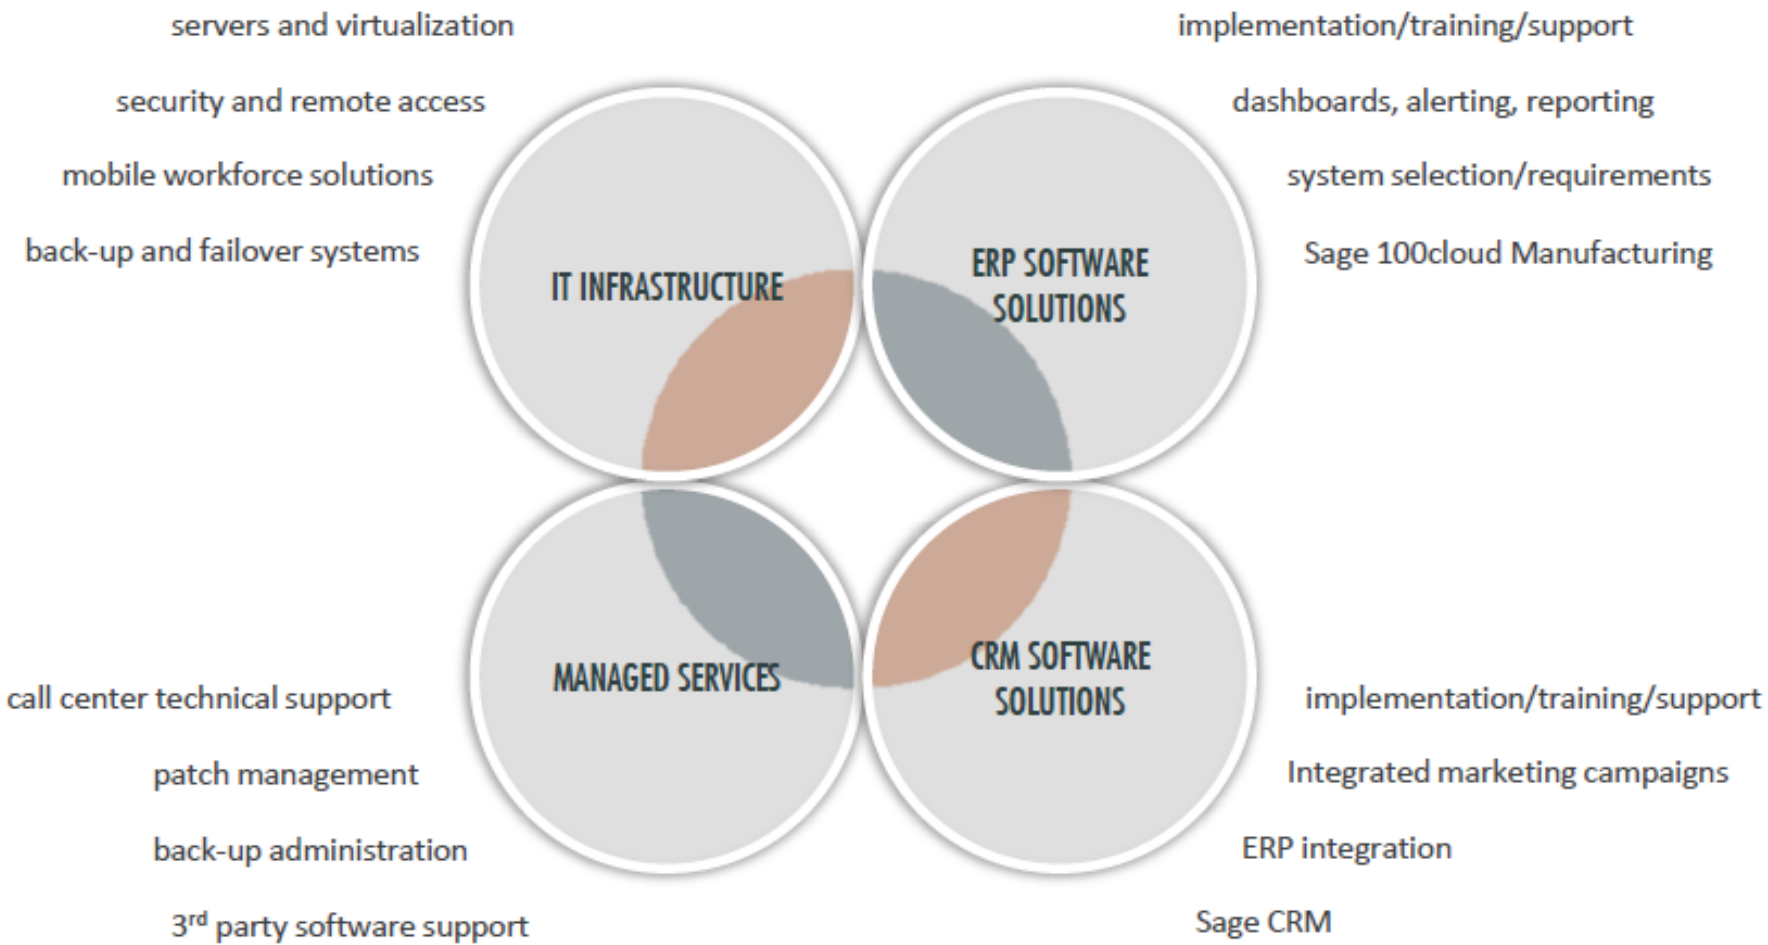 servers and virtualization
security and remote access
mobile workforce solutions
back-up and failover systems
IT INFRASTRUCTURE
implementation/training/support
dashboards, alerting, reporting
system selection/requirements
Sage 100cloud Manufacturing
ERP SOFTWARE
SOLUTIONS
MANAGED SERVICES
call center technical support
patch management
back-up administration
3rd party software support
CRM SOFTWARE
SOLUTIONS
implementation/training/support
Integrated marketing campaigns
ERP integration
Sage CRM